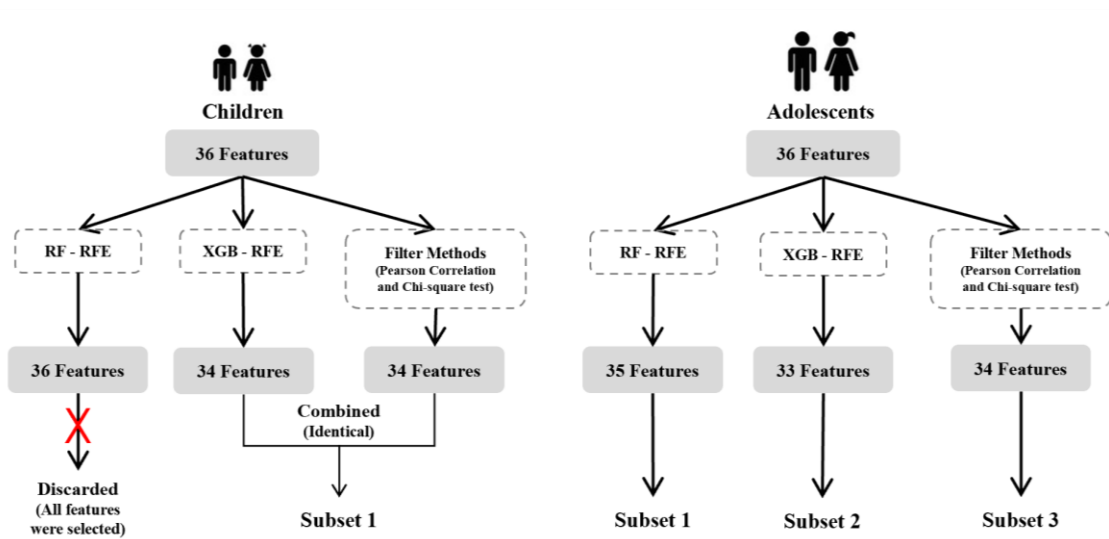 Children
36 Features
RF - RFE
XGB - RFE
Filter Methods
(Pearson Correlation
and Chi-square test)
36 Features
34 Features
34 Features
X
Combined
(Identical)
Discarded
(All features
were selected)
Subset 1
Adolescents
36 Features
RF - RFE
XGB - RFE
Filter Methods
(Pearson Correlation
and Chi-square test)
35 Features
33 Features
34 Features
Subset 1
Subset 2
Subset 3